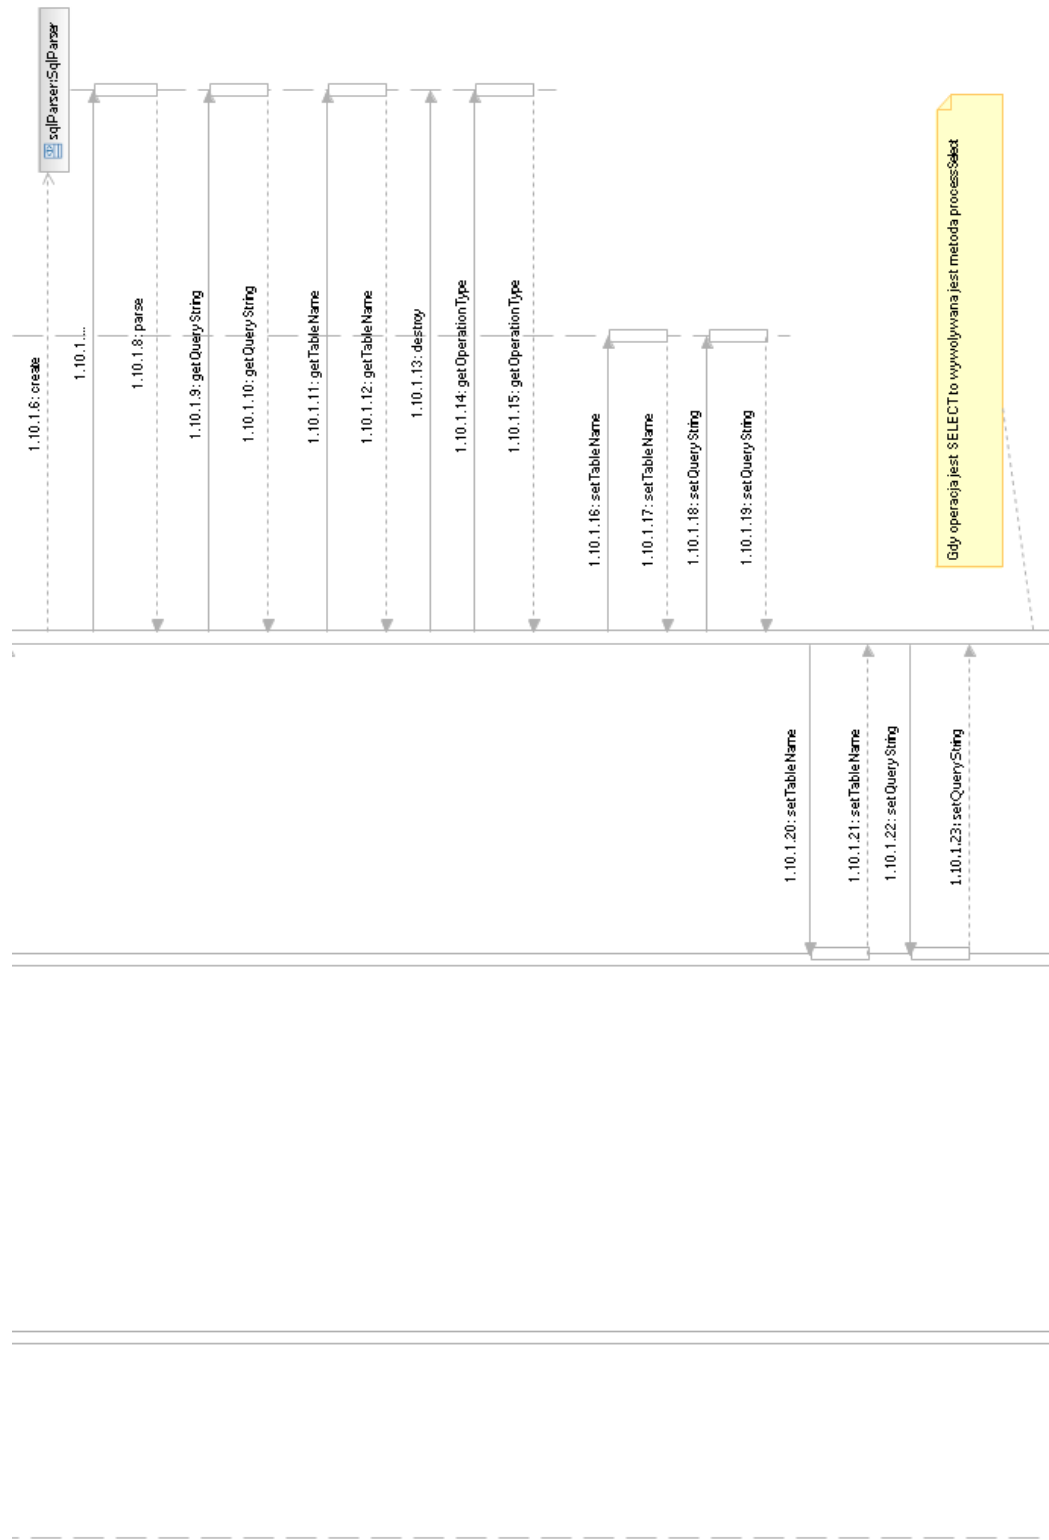 sqlParser:SqlParser
1.10.1.6: create
1.10.1....
1.10.1.8: parse
1.10.1.9: getQueryString
1.10.1.10: getQueryString
1.10.1.11: getTableName
1.10.1.12: getTableName
1.10.1.13: destroy
1.10.1.14: getOperationType
1.10.1.15: getOperationType
1.10.1.16: setTableName
1.10.1.17: setTableName
1.10.1.18: setQueryString
1.10.1.19: setQueryString
1.10.1.20: setTableName
1.10.1.21: setTableName
1.10.1.22: setQueryString
1.10.1.23: setQueryString
Gdy operacja jest SELECT to wywoływana jest metoda processSelect